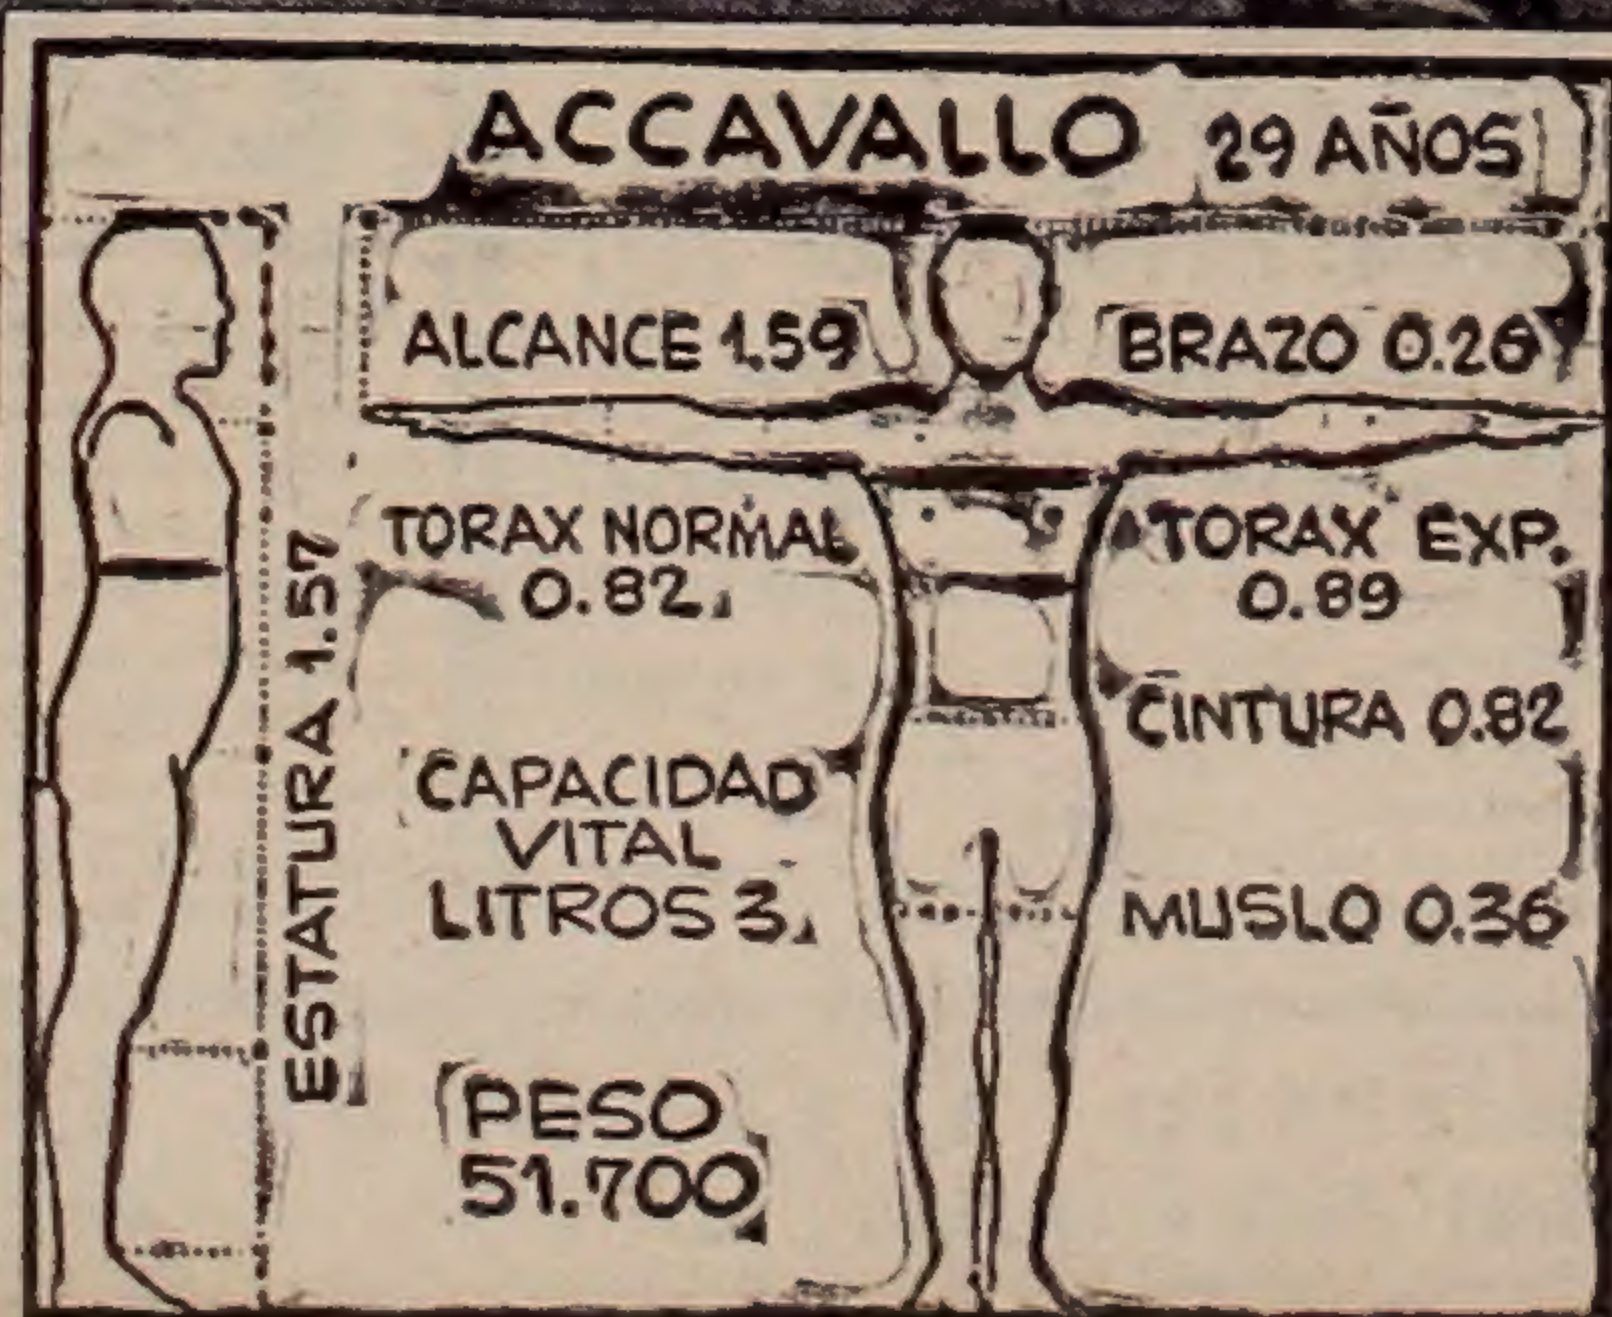 ACCAVALLO 29 AÑOS
ALCANCE 1.59
BRAZO 0.26
ESTATURA 1.57
TORAX NORMAL
0.82
TORAX EXP.
0.89
CINTURA 0.82
CAPACIDAD
VITAL
LITROS 3
MUSLO 0.36
PESO
51.700